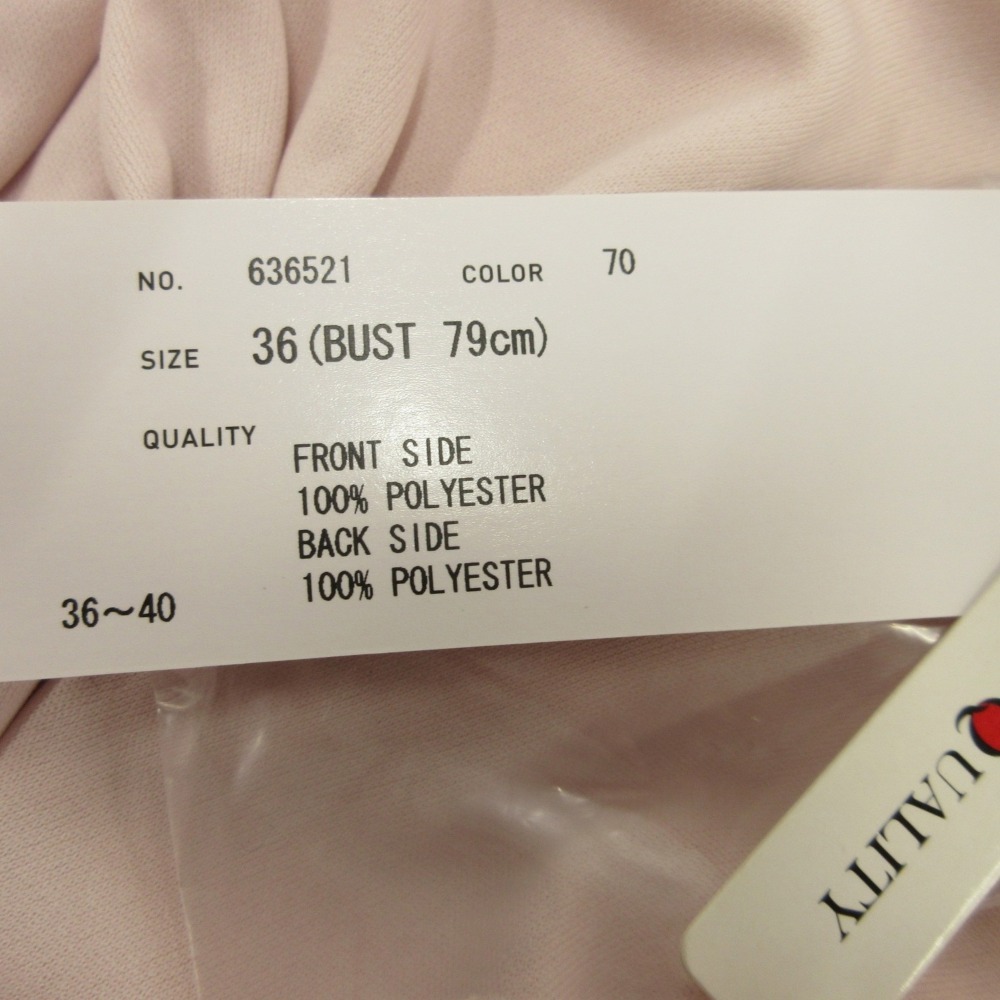 NO. 636521 COLOR 70
SIZE 36(BUST 79cm)
QUALITY
FRONT SIDE
100% POLYESTER
BACK SIDE
100% POLYESTER
36～40
QUALITY